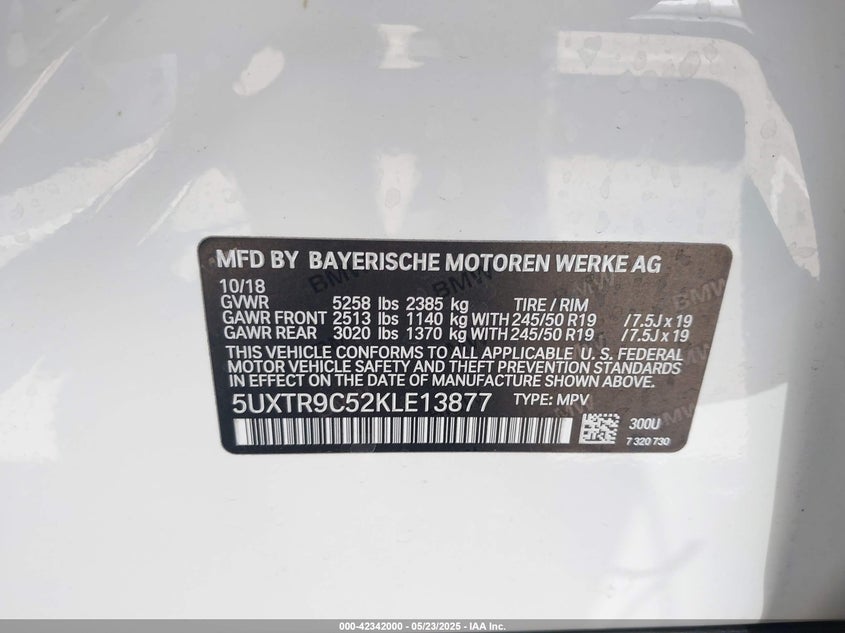 MFD BY BAYERISCHE MOTOREN WERKE AG
10/18
GVWR 5258 lbs 2385 kg TIRE / RIM
GAWR FRONT 2513 lbs 1140 kg WITH 245/50 R19 /7.5J x 19
GAWR REAR 3020 lbs 1370 kg WITH 245/50 R19 /7.5J x 19
THIS VEHICLE CONFORMS TO ALL APPLICABLE U. S. FEDERAL
MOTOR VEHICLE SAFETY AND THEFT PREVENTION STANDARDS
IN EFFECT ON THE DATE OF MANUFACTURE SHOWN ABOVE.
5UXTR9C52KLE13877 TYPE: MPV
300U
7 320 730
000-42342000 - 05/23/2025 - IAA Inc.